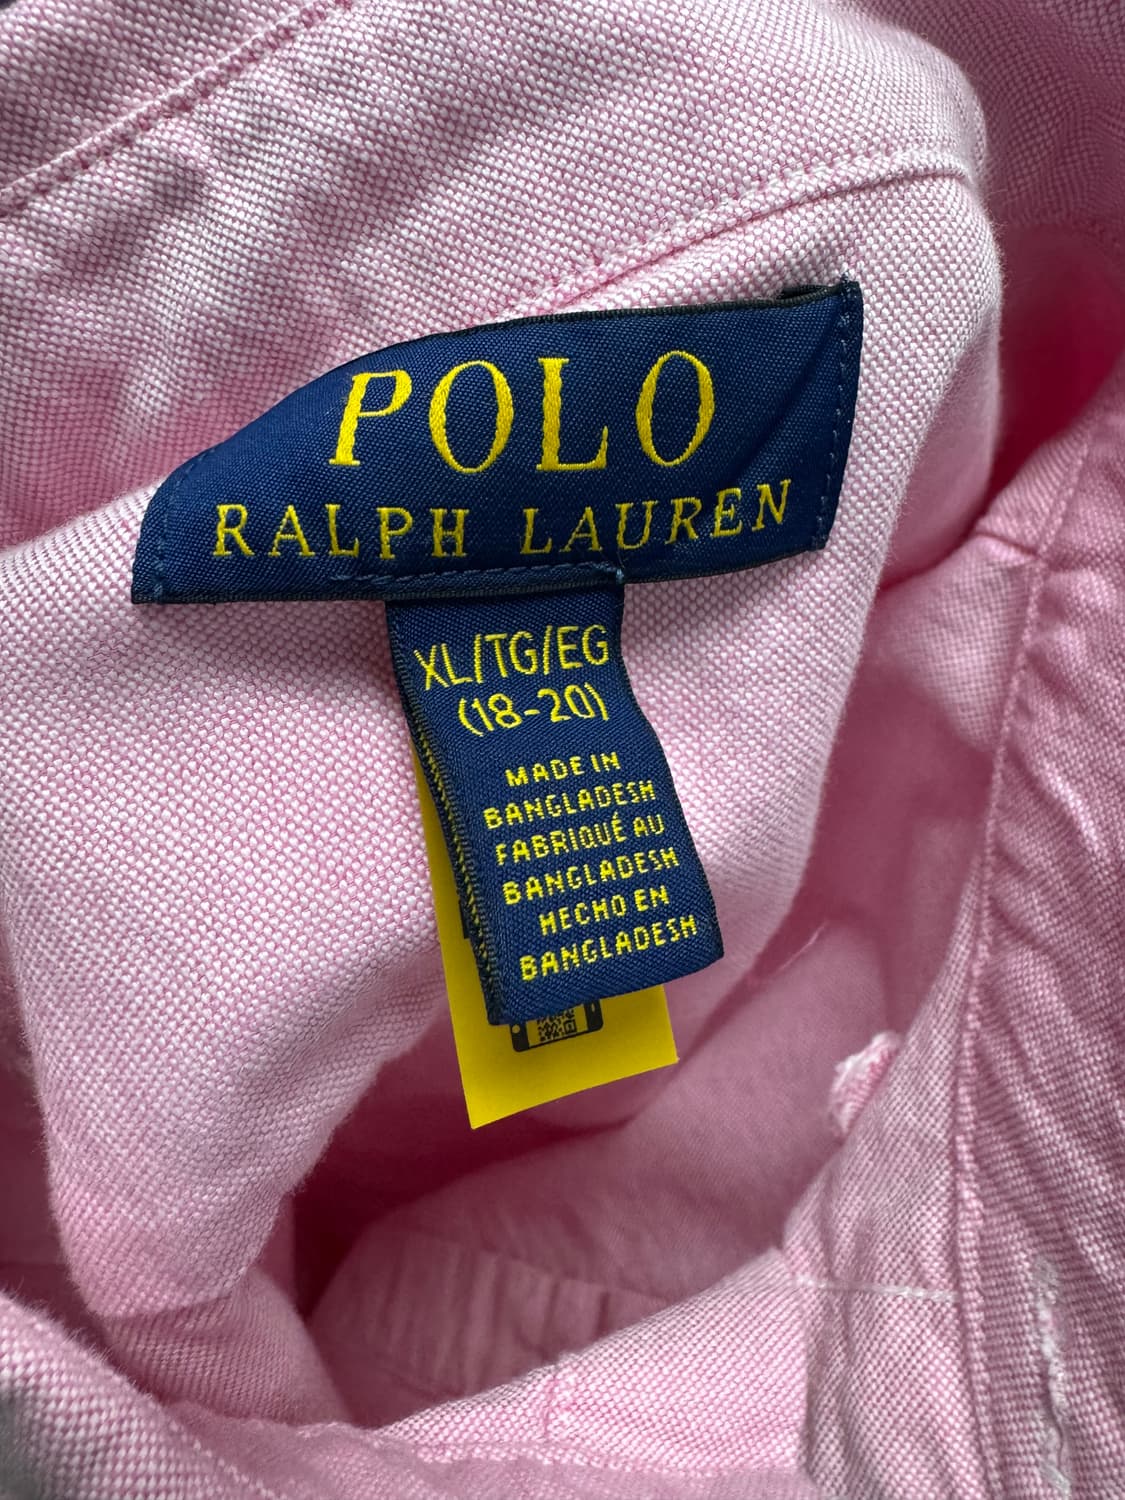 POLO
RALPH LAUREN
XL/TG/EG
(18-20)
MADE IN
BANGLADESH
FABRIQUÉ AU
BANGLADESH
HECHO EN
BANGLADESH